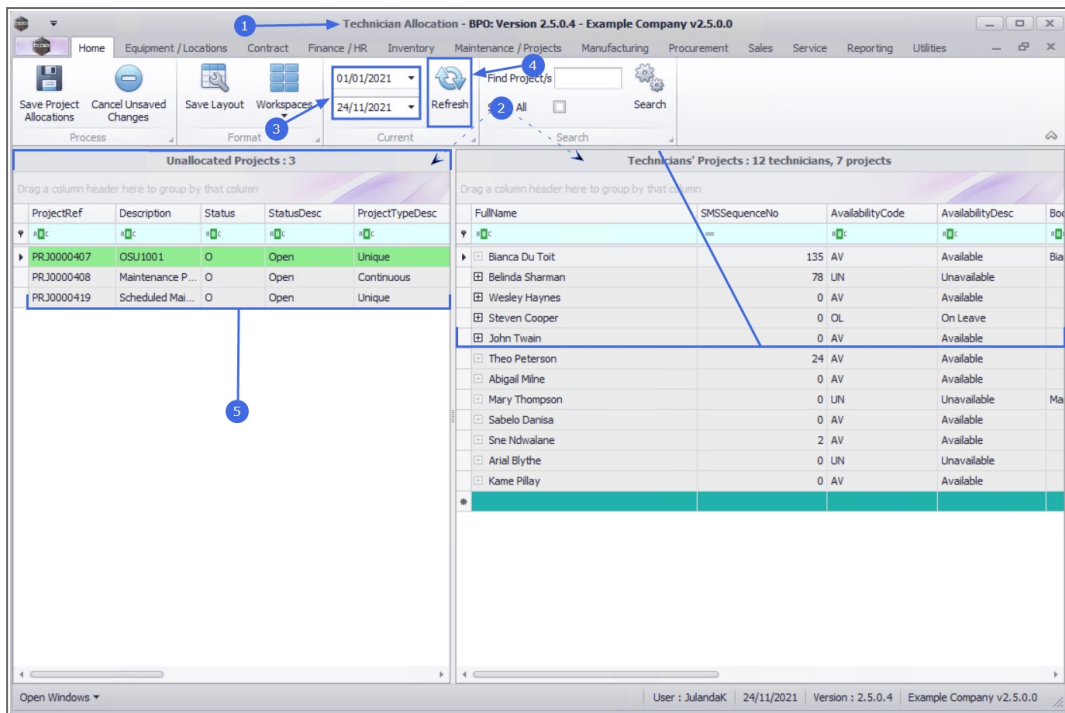 1
Technician Allocation - BPO: Version 2.5.0.4 - Example Company v2.5.0.0
Home Equipment / Locations Contract Finance / HR Inventory Maintenance / Projects Manufacturing Procurement Sales Service Reporting Utilities
Save Project Allocations
Cancel Unsaved Changes
Process
Save Layout
Workspaces
Format
3
01/01/2021
24/11/2021
Refresh
Current
4
2
Find Project/s
All
Search
Search
Unallocated Projects : 3
Drag a column header here to group by that column
ProjectRef Description Status StatusDesc ProjectTypeDesc
PRJ0000407 OSU1001 O Open Unique
PRJ0000408 Maintenance P... O Open Continuous
PRJ0000419 Scheduled Mai... O Open Unique
5
Technicians' Projects : 12 technicians, 7 projects
Drag a column header here to group by that column
FullName SMSSequenceNo AvailabilityCode AvailabilityDesc Boo
=
Bianca Du Toit 135 AV Available Bia
Belinda Sharman 78 UN Unavailable
Wesley Haynes 0 AV Available
Steven Cooper 0 OL On Leave
John Twain 0 AV Available
Theo Peterson 24 AV Available
Abigail Milne 0 AV Available
Mary Thompson 0 UN Unavailable Ma
Sabelo Danisa 0 AV Available
Sne Ndwalane 2 AV Available
Arial Blythe 0 UN Unavailable
Kame Pillay 0 AV Available
Open Windows
User : JulandaK 24/11/2021 Version : 2.5.0.4 Example Company v2.5.0.0